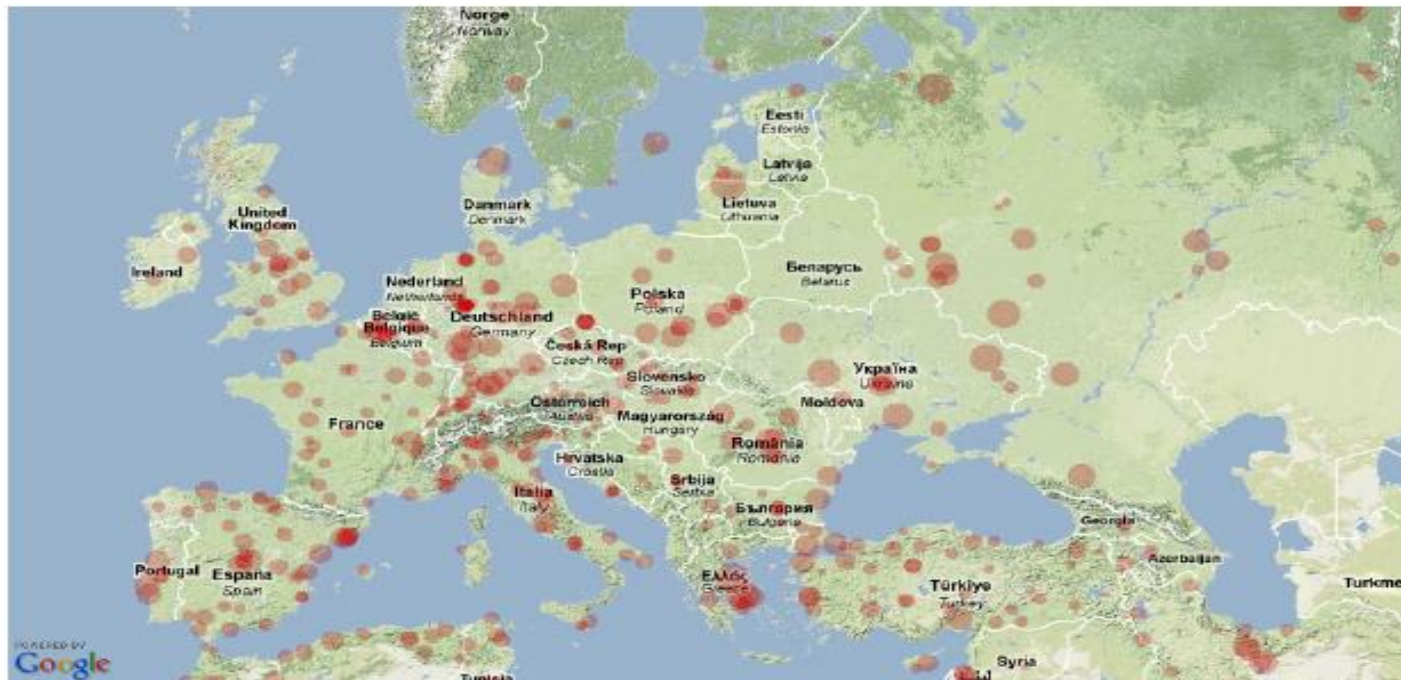 Norge
Norway
Eesti
Estonia
Latvija
Latvia
Danmark
Denmark
Lietuva
Lithuania
United
Kingdom
Ireland
Nederland
Netherlands
Беларусь
Belarus
Polska
Poland
België
Belgique
Belgium
Deutschland
Germany
Česká Rep
Czech Rep
Україна
Ukraine
Slovensko
Slovakia
Moldova
Österreich
Austria
Magyarország
Hungary
France
România
Romania
Hrvatska
Croatia
Srbija
Serbia
Italia
Italy
България
Bulgaria
Georgia
Azerbaijan
Portugal
España
Spain
Ελλάς
Greece
Türkiye
Turkey
Turkme
Syria
Tunisia
POWERED BY
Google